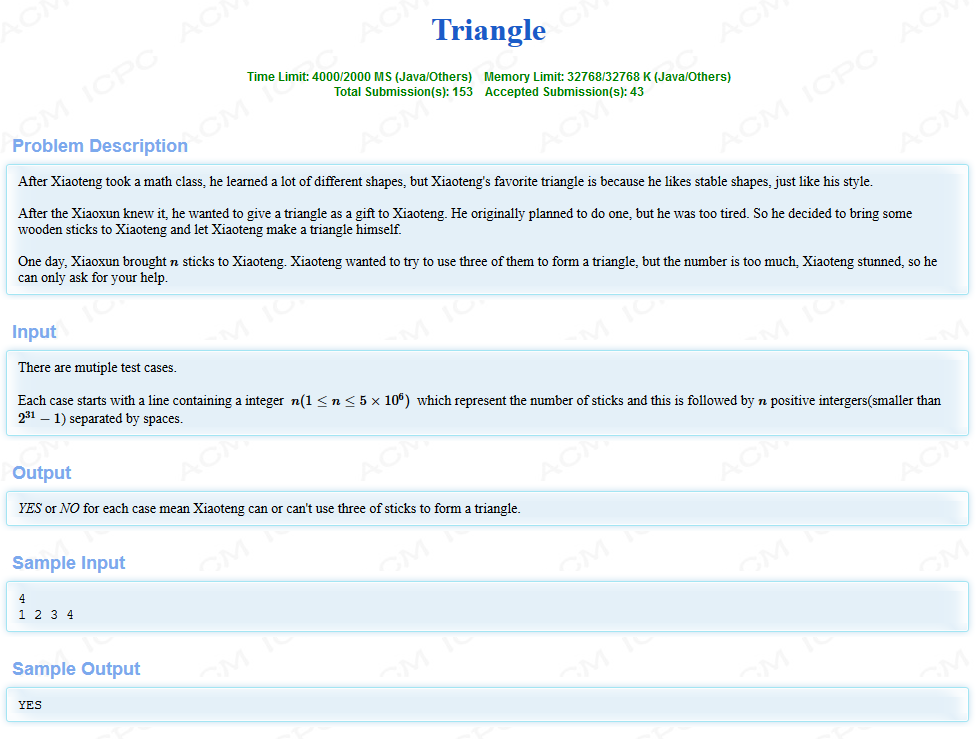 Triangle
Time Limit: 4000/2000 MS (Java/Others) Memory Limit: 32768/32768 K (Java/Others)
Total Submission(s): 153 Accepted Submission(s): 43
Problem Description
After Xiaoteng took a math class, he learned a lot of different shapes, but Xiaoteng's favorite triangle is because he likes stable shapes, just like his style.
After the Xiaoxun knew it, he wanted to give a triangle as a gift to Xiaoteng. He originally planned to do one, but he was too tired. So he decided to bring some
wooden sticks to Xiaoteng and let Xiaoteng make a triangle himself.
One day, Xiaoxun brought n sticks to Xiaoteng. Xiaoteng wanted to try to use three of them to form a triangle, but the number is too much, Xiaoteng stunned, so he
can only ask for your help.
Input
There are mutiple test cases.
Each case starts with a line containing a integer n(1 ≤ n ≤ 5 × 10⁶) which represent the number of sticks and this is followed by n positive intergers(smaller than
2³¹ − 1) separated by spaces.
Output
YES or NO for each case mean Xiaoteng can or can't use three of sticks to form a triangle.
Sample Input
4
1 2 3 4
Sample Output
YES